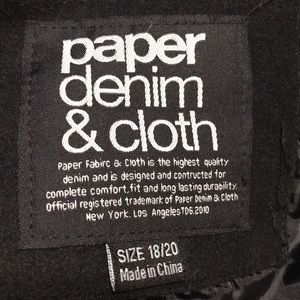 paper
denim
& cloth
Paper Fabirc & Cloth is the highest quality
denim and is designed and contructed for
complete comfort,fit and long lasting durability.
Official registered trademark of Paper Denim & Cloth
New York. Los AngelesTDG.2010
SIZE 18/20
Made in China